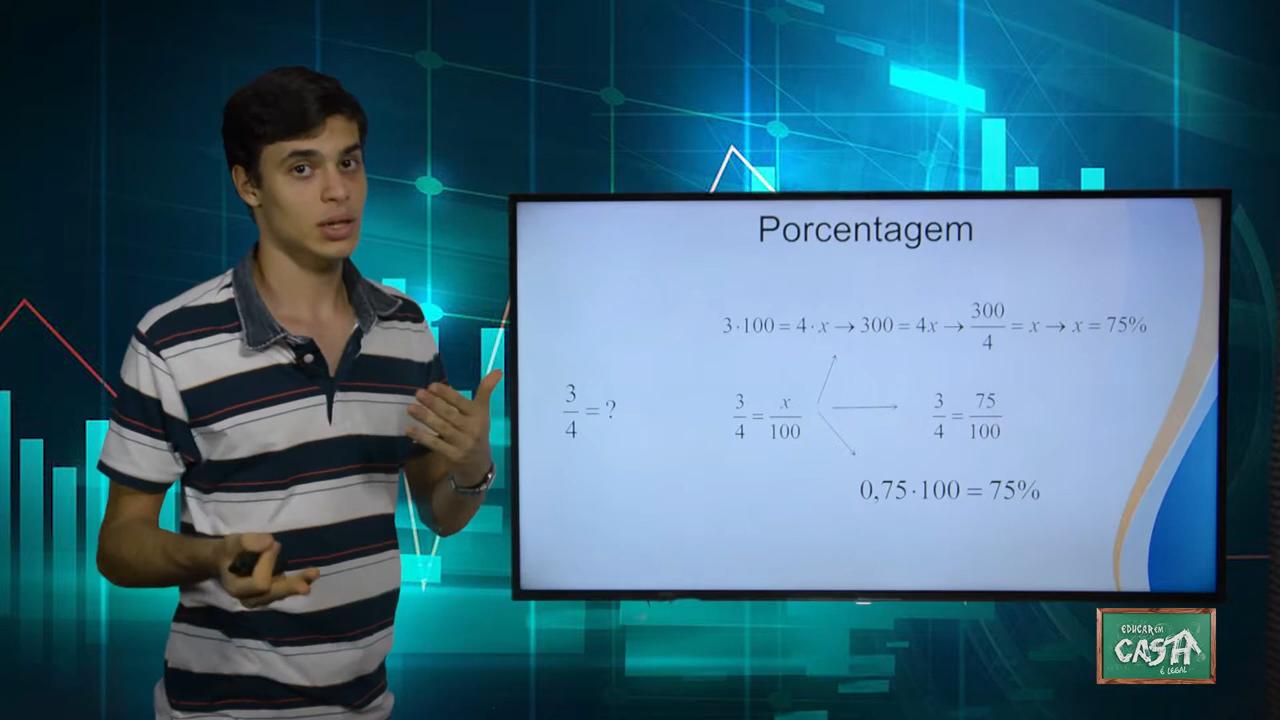 Porcentagem
3·100 = 4·x → 300 = 4x → 300/4 = x → x = 75%
3/4 = ?
3/4 = x/100
3/4 = 75/100
0,75·100 = 75%
EDUCAR EM
CASA
É LEGAL